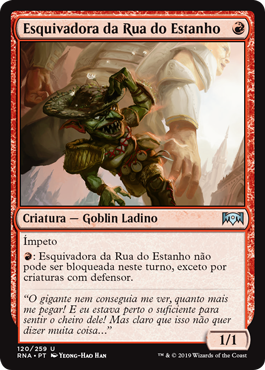 Esquivadora da Rua do Estanho
Criatura — Goblin Ladino
Ímpeto
: Esquivadora da Rua do Estanho não
pode ser bloqueada neste turno, exceto por
criaturas com defensor.
“O gigante nem conseguia me ver, quanto mais
me pegar! E eu estava perto o suficiente para
sentir o cheiro dele! Mas claro que isso não quer
dizer muita coisa...”
1/1
120/259 U
RNA • PT Yeong-Hao Han
™ & © 2019 Wizards of the Coast